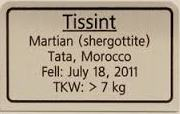 Tissint
Martian (shergottite)
Tata, Morocco
Fell: July 18, 2011
TKW: > 7 kg